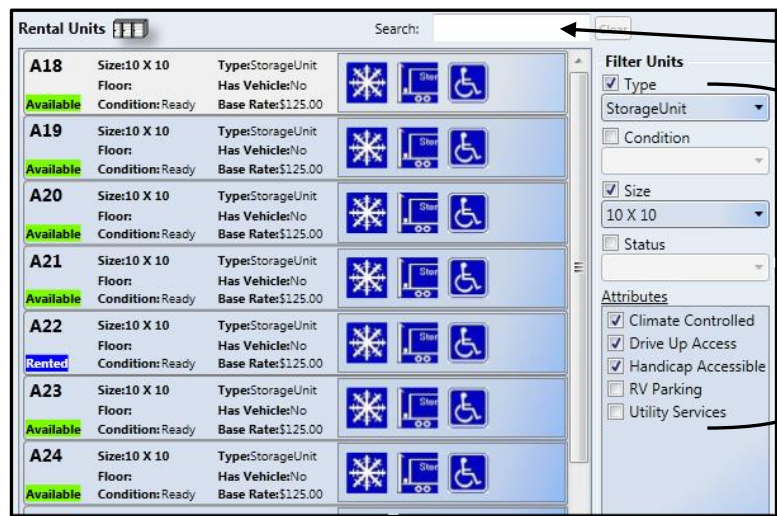 Rental Units
Search:
Clear
A18 Size:10 X 10 Type:StorageUnit
Floor: Has Vehicle:No
Available Condition: Ready Base Rate:$125.00
Stor
A19 Size:10 X 10 Type:StorageUnit
Floor: Has Vehicle:No
Available Condition: Ready Base Rate:$125.00
Stor
A20 Size:10 X 10 Type:StorageUnit
Floor: Has Vehicle:No
Available Condition: Ready Base Rate:$125.00
Stor
A21 Size:10 X 10 Type:StorageUnit
Floor: Has Vehicle:No
Available Condition: Ready Base Rate:$125.00
Stor
A22 Size:10 X 10 Type:StorageUnit
Floor: Has Vehicle:No
Rented Condition: Ready Base Rate:$125.00
Stor
A23 Size:10 X 10 Type:StorageUnit
Floor: Has Vehicle:No
Available Condition: Ready Base Rate:$125.00
Stor
A24 Size:10 X 10 Type:StorageUnit
Floor: Has Vehicle:No
Available Condition: Ready Base Rate:$125.00
Stor
Filter Units
Type
StorageUnit
Condition
Size
10 X 10
Status
Attributes
Climate Controlled
Drive Up Access
Handicap Accessible
RV Parking
Utility Services